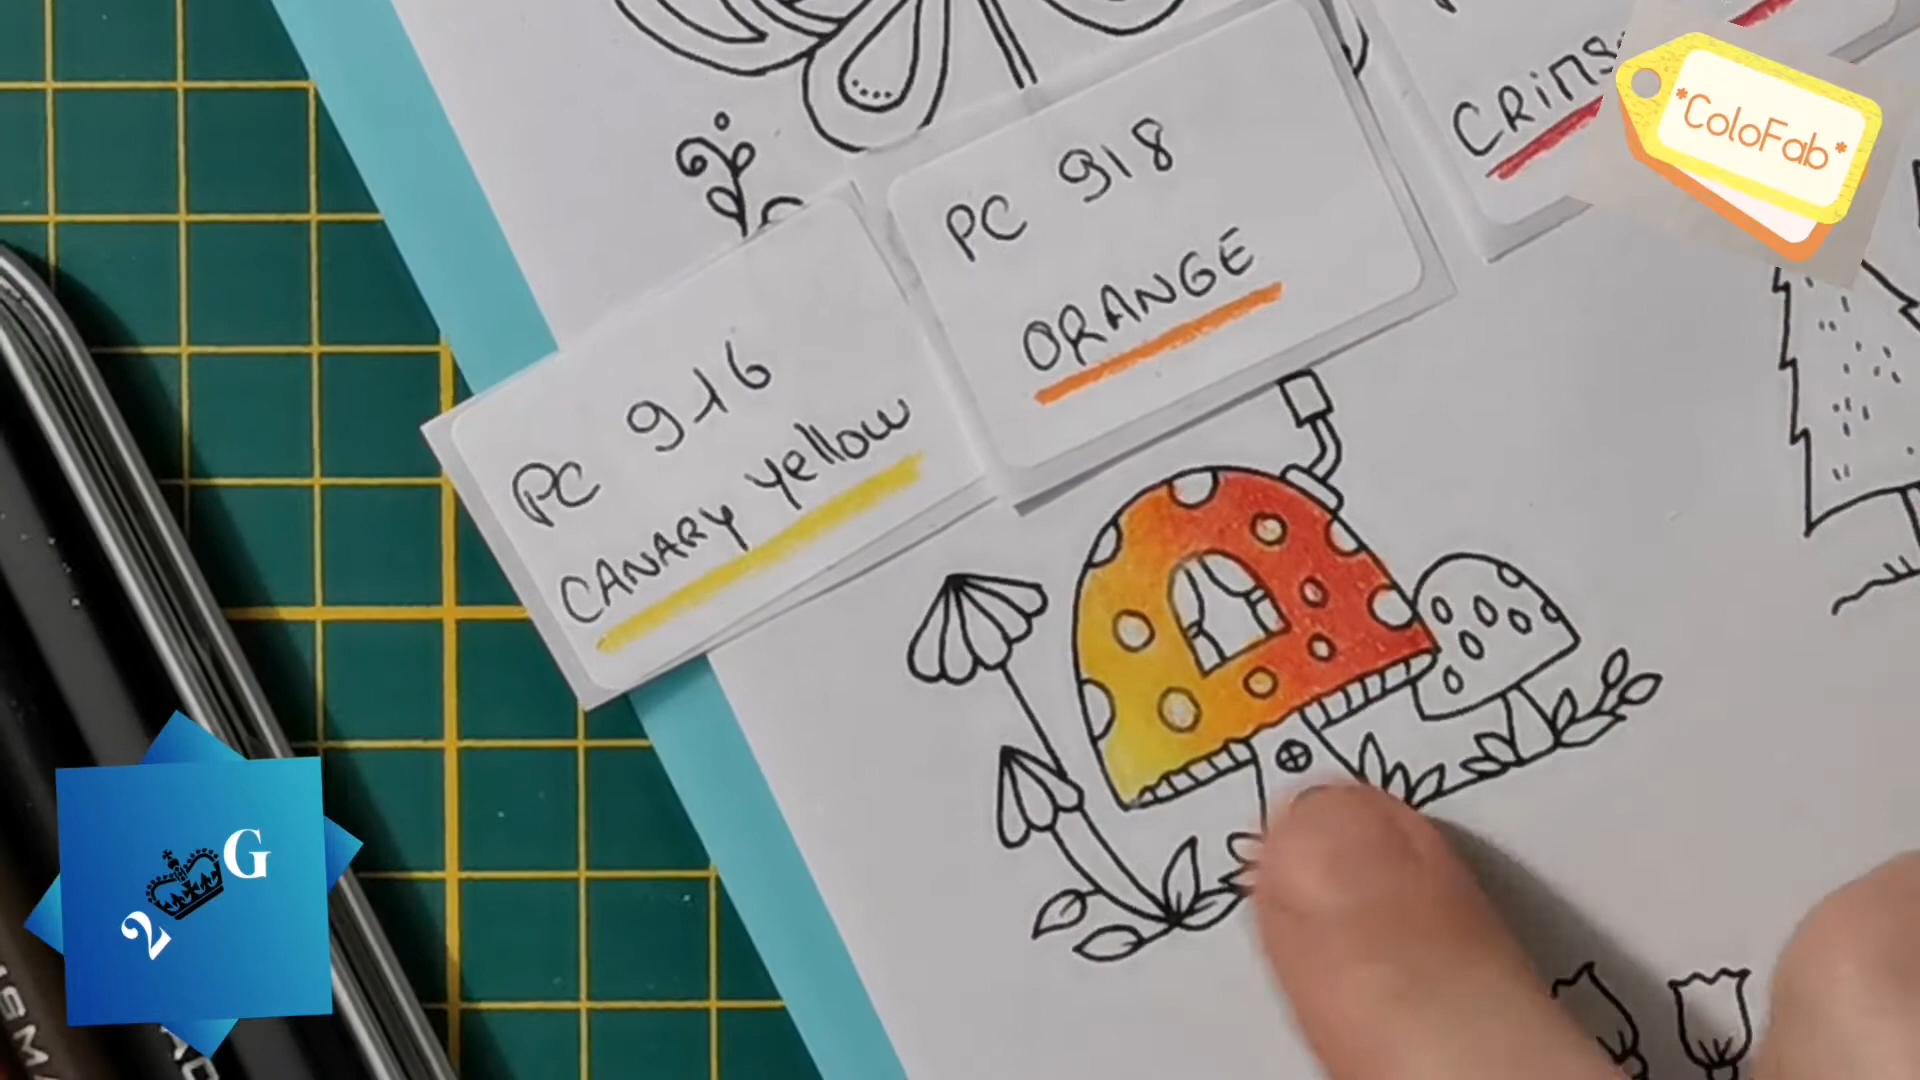 PC 916
CANARY Yellow
PC 918
ORANGE
*ColoFab*
2 G